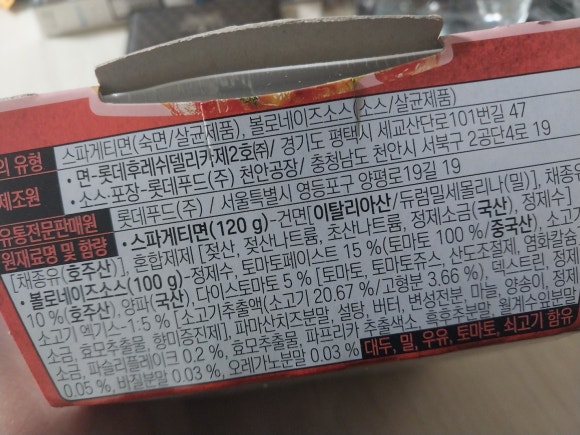 의 유형 스파게티면(숙면/살균제품), 볼로네이즈소스(소스/살균제품)
제조원 • 면-롯데후레쉬델리카제2호㈜/ 경기도 평택시 세교산단로101번길 47
• 소스·포장-롯데푸드(주) 천안공장/ 충청남도 천안시 서북구 2공단4로 19
유통전문판매원 롯데푸드(주) / 서울특별시 영등포구 양평로19길 19
원재료명 및 함량 • 스파게티면(120 g)-건면[이탈리아산/듀럼밀세몰리나(밀)], 채종유
[채종유(호주산)], 혼합제제 [젖산, 젖산나트륨, 초산나트륨, 정제소금(국산), 정제수]
• 볼로네이즈소스(100 g)-정제수, 토마토페이스트 15 %(토마토 100 %/중국산), 소고기
10 %(호주산), 양파(국산), 다이스토마토 5 % [토마토, 토마토주스, 산도조절제, 염화칼슘
소고기엑기스 1.5 % [소고기추출액(소고기 20.67 %/고형분 3.66 %), 덱스트린, 정제
소금, 효모추출물, 향미증진제], 파마산치즈분말, 설탕, 버터, 변성전분, 마늘, 양송이, 정제
소금, 파슬리플레이크 0.2 %, 효모추출물, 파프리카 추출색소, 흑후추분말, 월계수잎분말
0.05 %, 바질분말 0.03 %, 오레가노분말 0.03 % 대두, 밀, 우유, 토마토, 쇠고기 함유